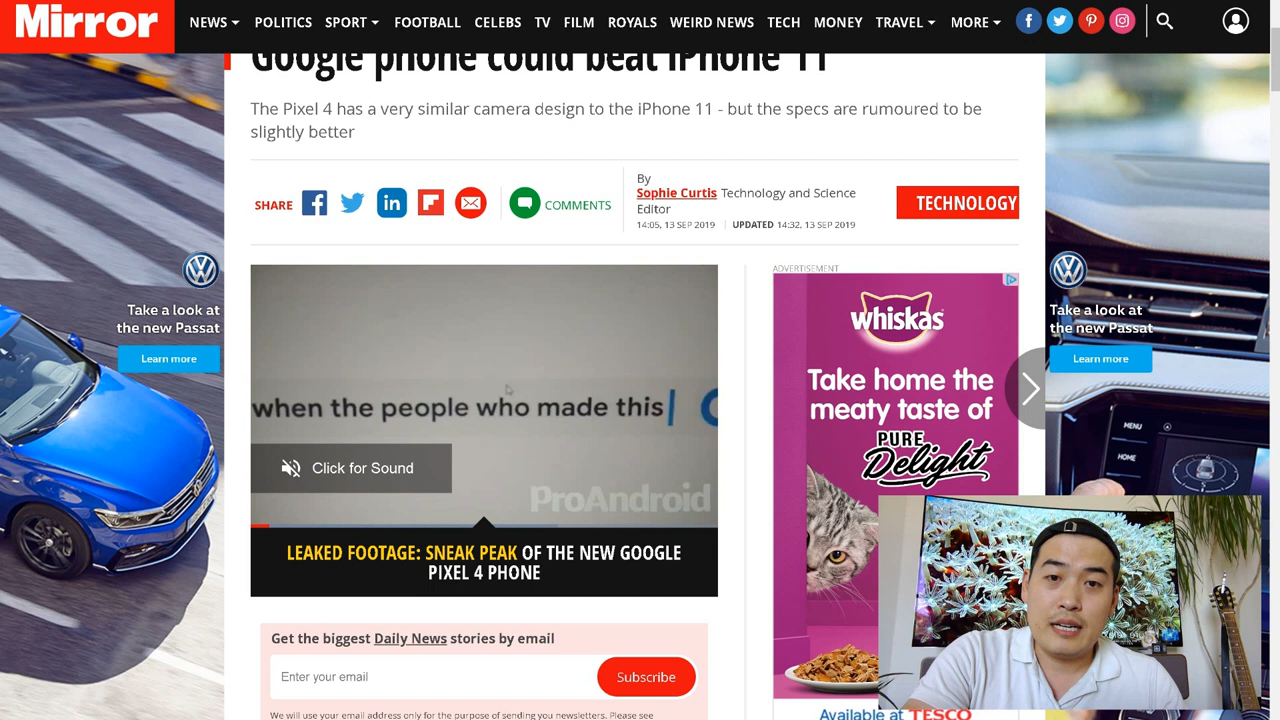 Mirror
NEWS POLITICS SPORT FOOTBALL CELEBS TV FILM ROYALS WEIRD NEWS TECH MONEY TRAVEL MORE
Google phone could beat iPhone 11
The Pixel 4 has a very similar camera design to the iPhone 11 - but the specs are rumoured to be
slightly better
SHARE
COMMENTS
By
Sophie Curtis Technology and Science
Editor
14:05, 13 SEP 2019 UPDATED 14:32, 13 SEP 2019
TECHNOLOGY
Take a look at
the new Passat
Learn more
when the people who made this
Click for Sound
ProAndroid
LEAKED FOOTAGE: SNEAK PEAK OF THE NEW GOOGLE
PIXEL 4 PHONE
Get the biggest Daily News stories by email
Enter your email
Subscribe
We will use your email address only for the purpose of sending you newsletters. Please see
ADVERTISEMENT
whiskas
Take home the
meaty taste of
PURE
Delight
Available at TESCO
Take a look at
the new Passat
Learn more
MENU
HOME